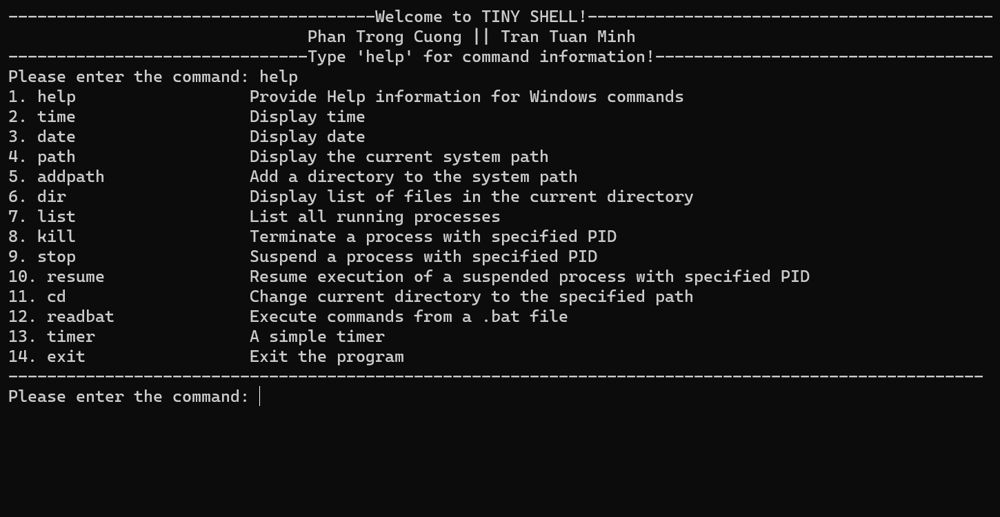 --------------------------------------Welcome to TINY SHELL!------------------------------------------
                               Phan Trong Cuong || Tran Tuan Minh
-------------------------------Type 'help' for command information!-----------------------------------
Please enter the command: help
1. help                  Provide Help information for Windows commands
2. time                  Display time
3. date                  Display date
4. path                  Display the current system path
5. addpath               Add a directory to the system path
6. dir                   Display list of files in the current directory
7. list                  List all running processes
8. kill                  Terminate a process with specified PID
9. stop                  Suspend a process with specified PID
10. resume               Resume execution of a suspended process with specified PID
11. cd                   Change current directory to the specified path
12. readbat              Execute commands from a .bat file
13. timer                A simple timer
14. exit                 Exit the program
-----------------------------------------------------------------------------------------------------
Please enter the command: